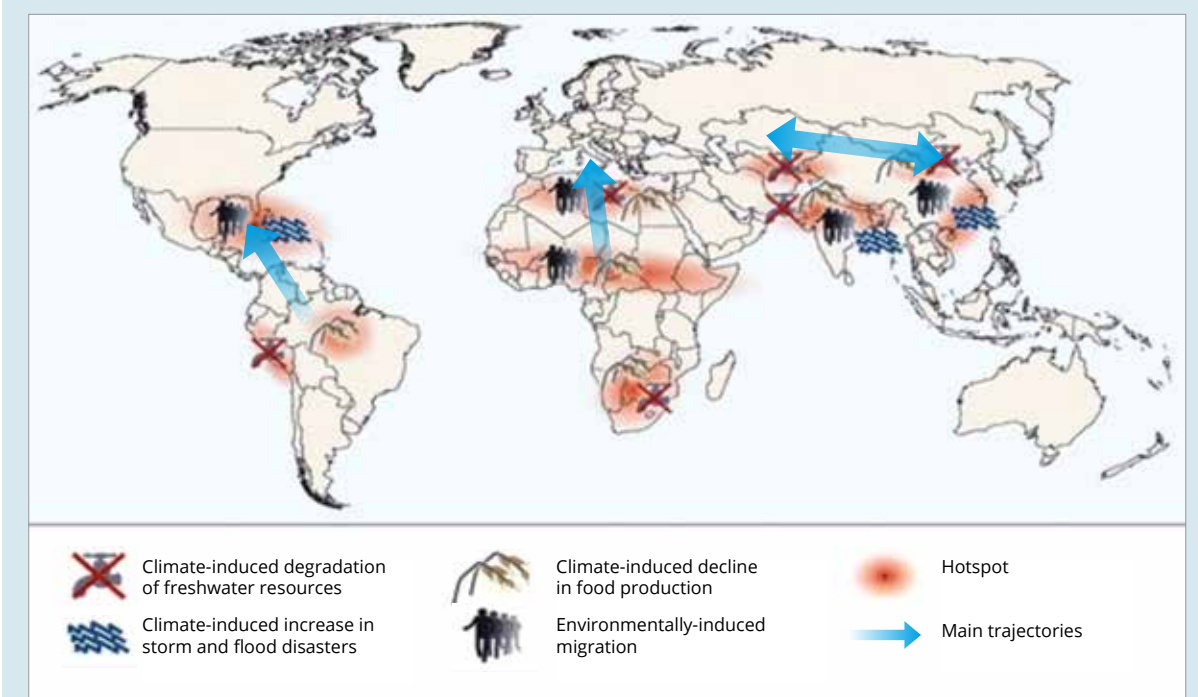 Climate-induced degradation
of freshwater resources
Climate-induced increase in
storm and flood disasters
Climate-induced decline
in food production
Environmentally-induced
migration
Hotspot
Main trajectories